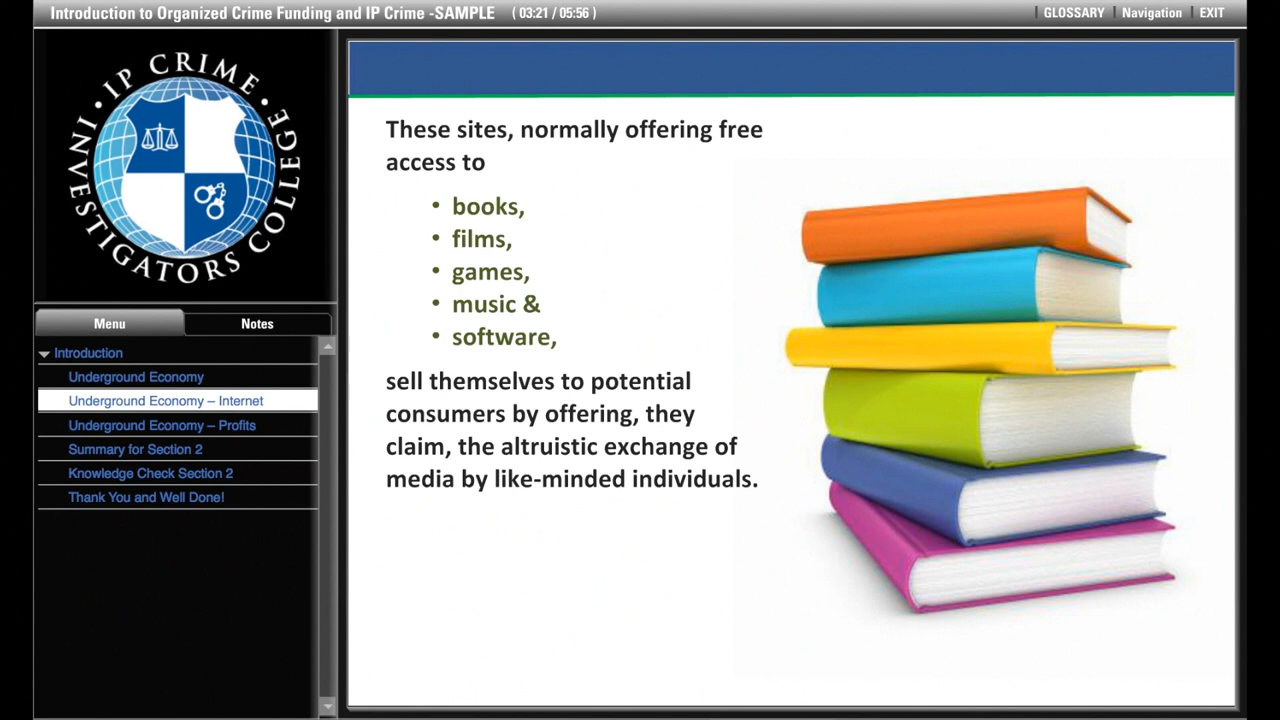 Introduction to Organized Crime Funding and IP Crime -SAMPLE ( 03:21 / 05:56 )
GLOSSARY Navigation EXIT
• IP CRIME •
INVESTIGATORS COLLEGE
Menu Notes
Introduction
Underground Economy
Underground Economy – Internet
Underground Economy – Profits
Summary for Section 2
Knowledge Check Section 2
Thank You and Well Done!
These sites, normally offering free
access to
• books,
• films,
• games,
• music &
• software,
sell themselves to potential
consumers by offering, they
claim, the altruistic exchange of
media by like-minded individuals.